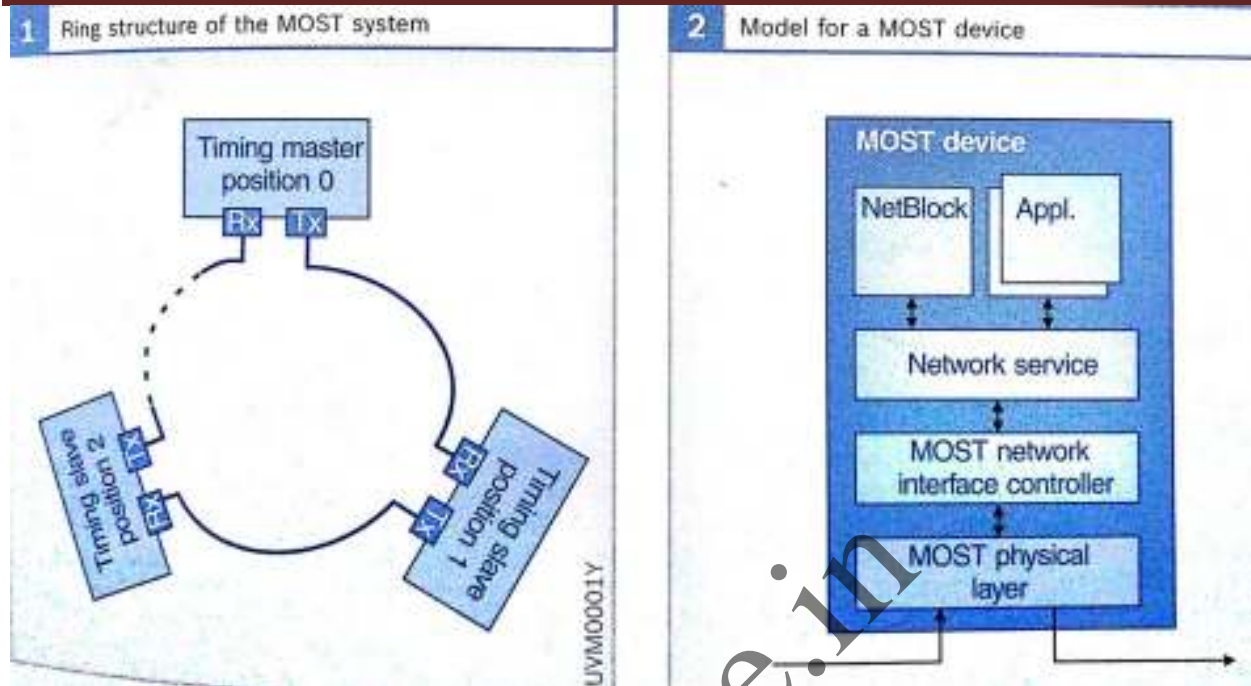 1 Ring structure of the MOST system
Timing master
position 0
Rx Tx
Rx
Tx
Timing slave
position 1
Tx
Rx
Timing slave
position 2
UVM0001Y
2 Model for a MOST device
MOST device
NetBlock
Appl.
Network service
MOST network
interface controller
MOST physical
layer
e.in